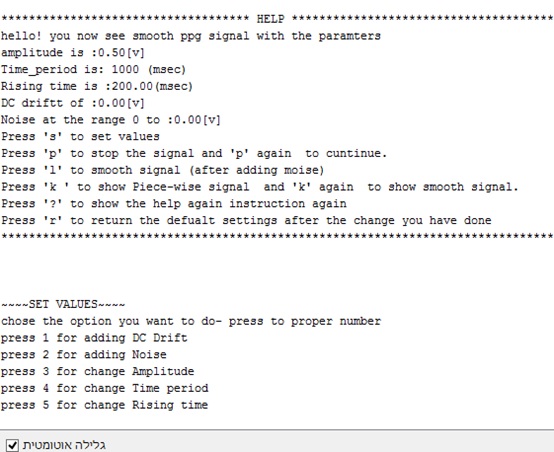 ************************************ HELP **************************************
hello! you now see smooth ppg signal with the paramters
amplitude is :0.50[v]
Time_period is: 1000 (msec)
Rising time is :200.00(msec)
DC driftt of :0.00[v]
Noise at the range 0 to :0.00[v]
Press 's' to set values
Press 'p' to stop the signal and 'p' again  to cuntinue.
Press 'l' to smooth signal (after adding moise)
Press 'k ' to show Piece-wise signal  and 'k' again  to show smooth signal.
Press '?' to show the help again instruction again
Press 'r' to return the defualt settings after the change you have done
********************************************************************************
~~~~SET VALUES~~~~
chose the option you want to do- press to proper number
press 1 for adding DC Drift
press 2 for adding Noise
press 3 for change Amplitude
press 4 for change Time period
press 5 for change Rising time
גלילה אוטומטית